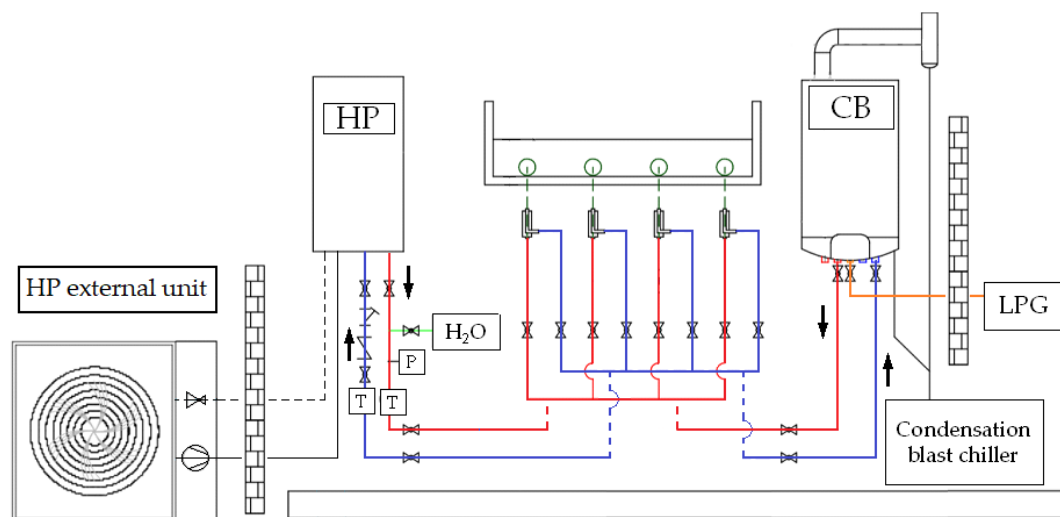 HP
CB
HP external unit
H₂O
LPG
P
T
T
Condensation
blast chiller